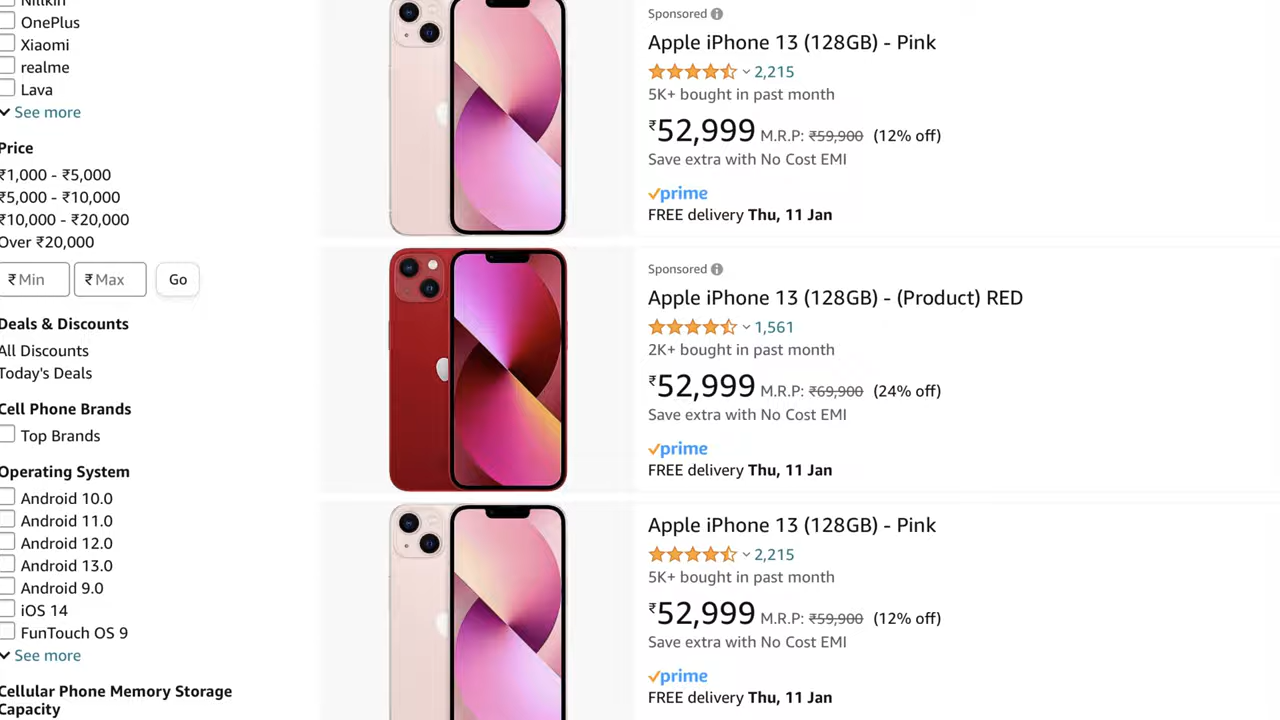 Nillkin
OnePlus
Xiaomi
realme
Lava
See more
Price
₹1,000 - ₹5,000
₹5,000 - ₹10,000
₹10,000 - ₹20,000
Over ₹20,000
₹ Min ₹ Max Go
Deals & Discounts
All Discounts
Today's Deals
Cell Phone Brands
Top Brands
Operating System
Android 10.0
Android 11.0
Android 12.0
Android 13.0
Android 9.0
iOS 14
FunTouch OS 9
See more
Cellular Phone Memory Storage
Capacity
Sponsored
Apple iPhone 13 (128GB) - Pink
2,215
5K+ bought in past month
₹52,999 M.R.P: ₹59,900 (12% off)
Save extra with No Cost EMI
prime
FREE delivery Thu, 11 Jan
Sponsored
Apple iPhone 13 (128GB) - (Product) RED
1,561
2K+ bought in past month
₹52,999 M.R.P: ₹69,900 (24% off)
Save extra with No Cost EMI
prime
FREE delivery Thu, 11 Jan
Apple iPhone 13 (128GB) - Pink
2,215
5K+ bought in past month
₹52,999 M.R.P: ₹59,900 (12% off)
Save extra with No Cost EMI
prime
FREE delivery Thu, 11 Jan